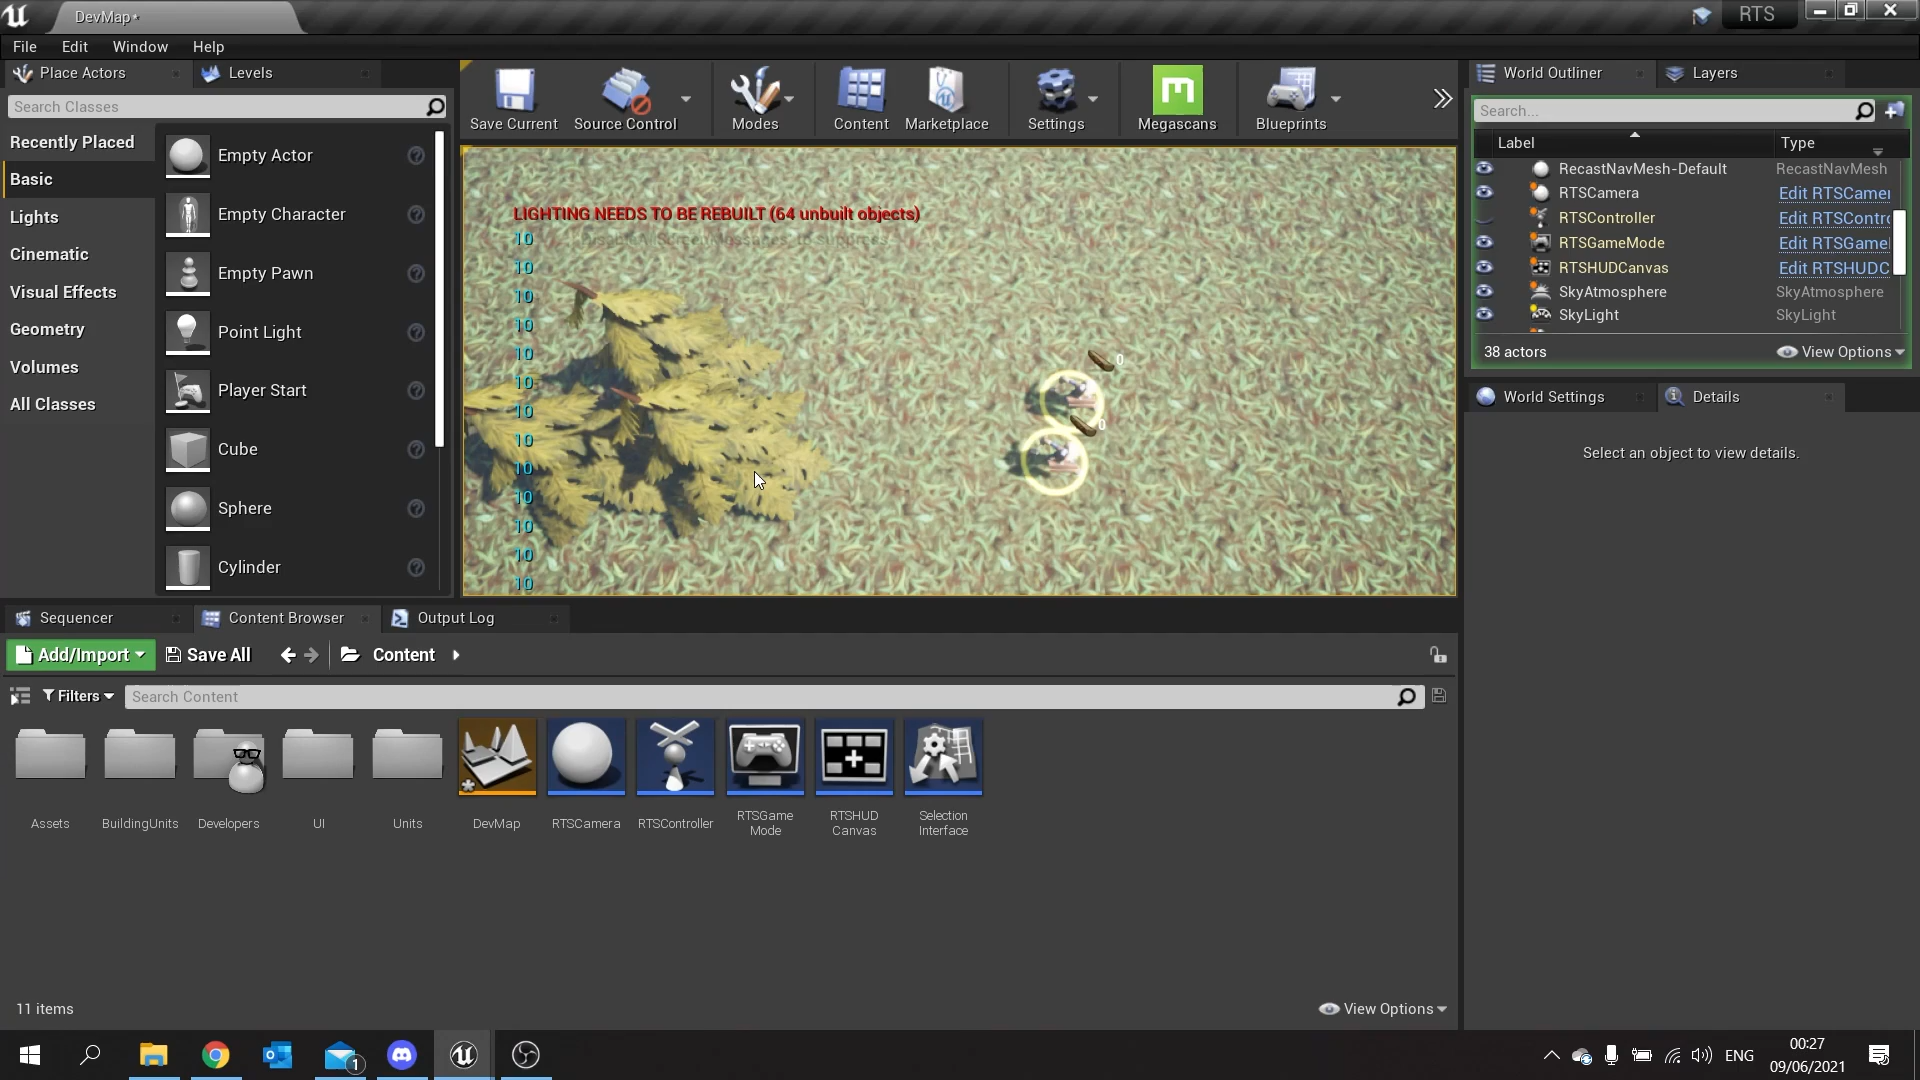 DevMap*
RTS
File Edit Window Help
Place Actors
Levels
Search Classes
Recently Placed
Basic
Lights
Cinematic
Visual Effects
Geometry
Volumes
All Classes
Empty Actor
Empty Character
Empty Pawn
Point Light
Player Start
Cube
Sphere
Cylinder
Save Current
Source Control
Modes
Content
Marketplace
Settings
Megascans
Blueprints
LIGHTING NEEDS TO BE REBUILT (64 unbuilt objects)
10
10
10
10
10
10
10
10
10
10
10
10
10
0
0
World Outliner
Layers
Search...
Label Type
RecastNavMesh-Default RecastNavMesh
RTSCamera Edit RTSCamer
RTSController Edit RTSContro
RTSGameMode Edit RTSGameI
RTSHUDCanvas Edit RTSHUDC
SkyAtmosphere SkyAtmosphere
SkyLight SkyLight
38 actors
View Options
World Settings
Details
Select an object to view details.
Sequencer
Content Browser
Output Log
Add/Import
Save All
Content
Filters
Search Content
Assets
BuildingUnits
Developers
UI
Units
DevMap
RTSCamera
RTSController
RTSGame
Mode
RTSHUD
Canvas
Selection
Interface
11 items
View Options
1
ENG
00:27
09/06/2021